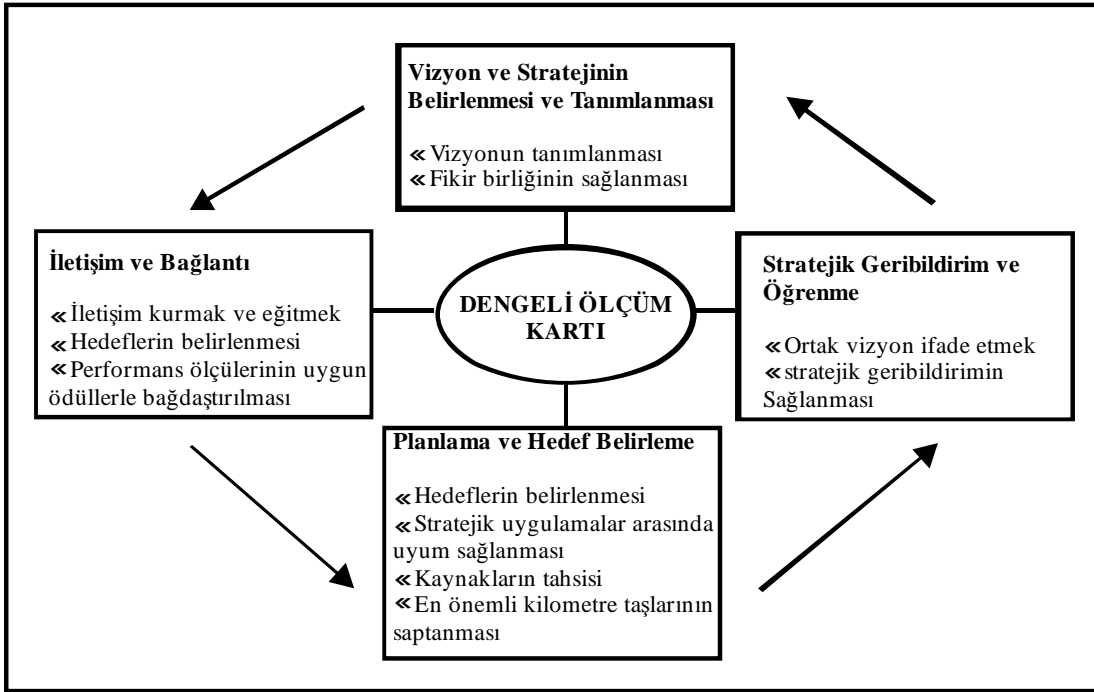 Vizyon ve Stratejinin
Belirlenmesi ve Tanımlanması
« Vizyonun tanımlanması
« Fikir birliğinin sağlanması
İletişim ve Bağlantı
« İletişim kurmak ve eğitmek
« Hedeflerin belirlenmesi
« Performans ölçülerinin uygun
ödüllerle bağdaştırılması
DENGELİ ÖLÇÜM
KARTI
Stratejik Geribildirim ve
Öğrenme
« Ortak vizyon ifade etmek
« stratejik geribildirimin
Sağlanması
Planlama ve Hedef Belirleme
« Hedeflerin belirlenmesi
« Stratejik uygulamalar arasında
uyum sağlanması
« Kaynakların tahsisi
« En önemli kilometre taşlarının
saptanması